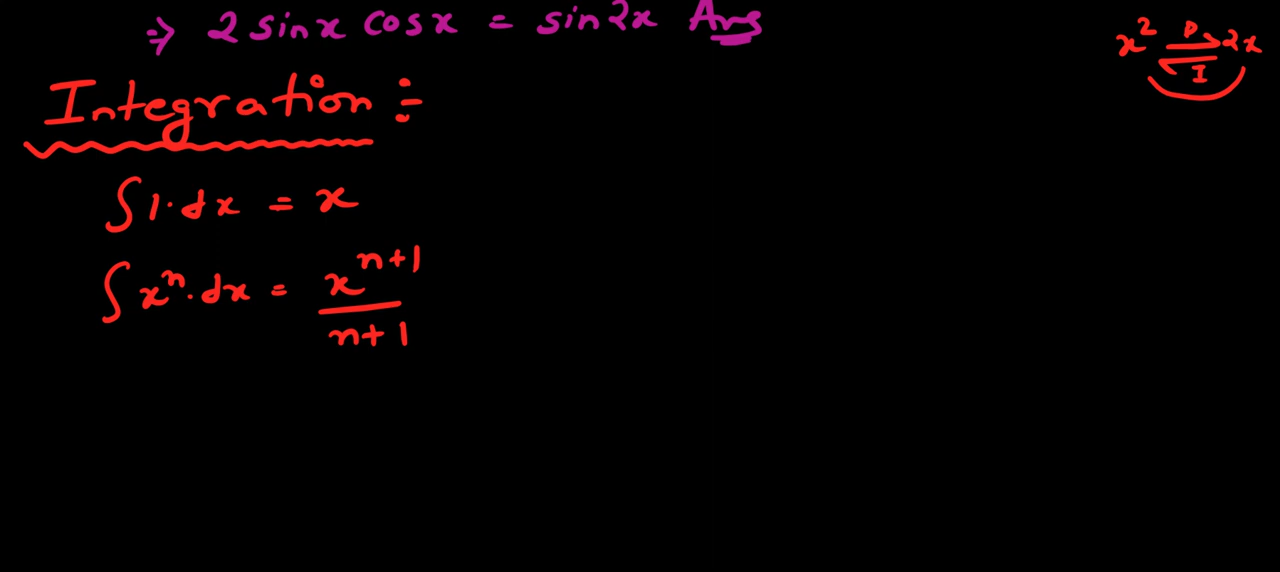 ⇒ 2 sin x cos x = sin 2x Ans
x² D⇄I 2x
Integration :-
∫ 1·dx = x
∫ xⁿ·dx = xⁿ⁺¹ / n+1